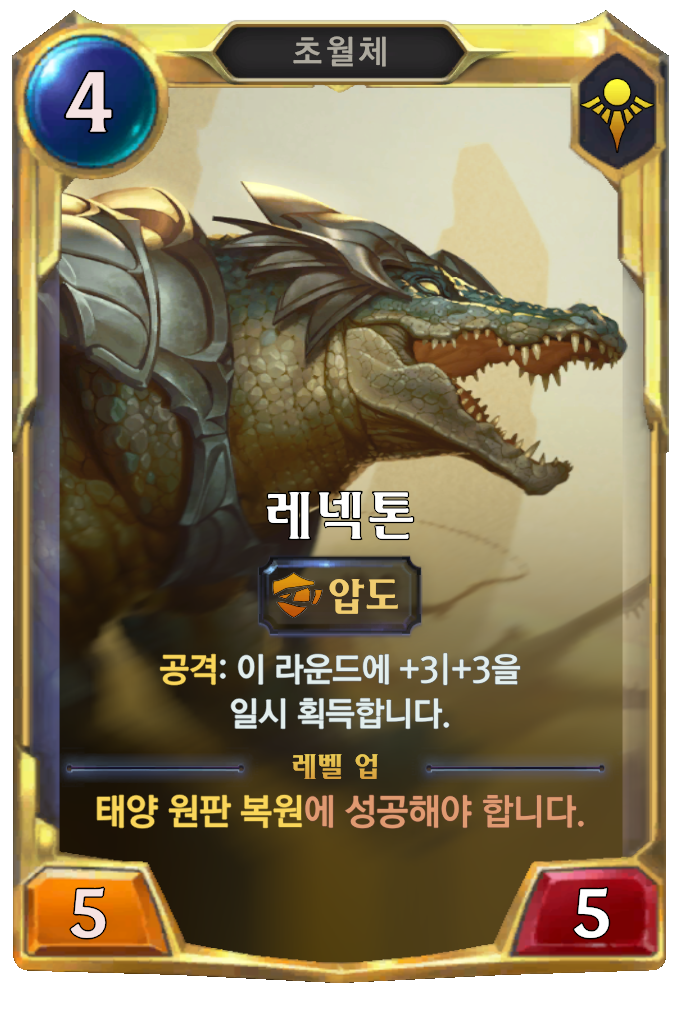 초월체
4
레넥톤
압도
공격: 이 라운드에 +3|+3을
일시 획득합니다.
레벨 업
태양 원판 복원에 성공해야 합니다.
5
5